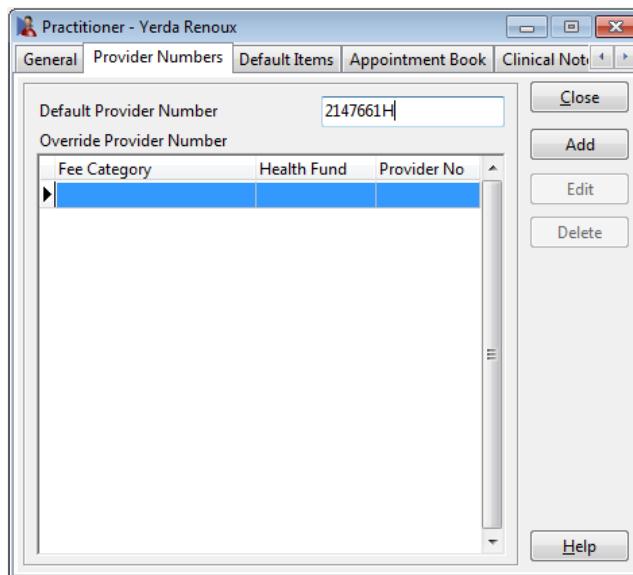 Practitioner - Yerda Renoux
General Provider Numbers Default Items Appointment Book Clinical Not
Default Provider Number 2147661H
Override Provider Number
Fee Category Health Fund Provider No
Close
Add
Edit
Delete
Help